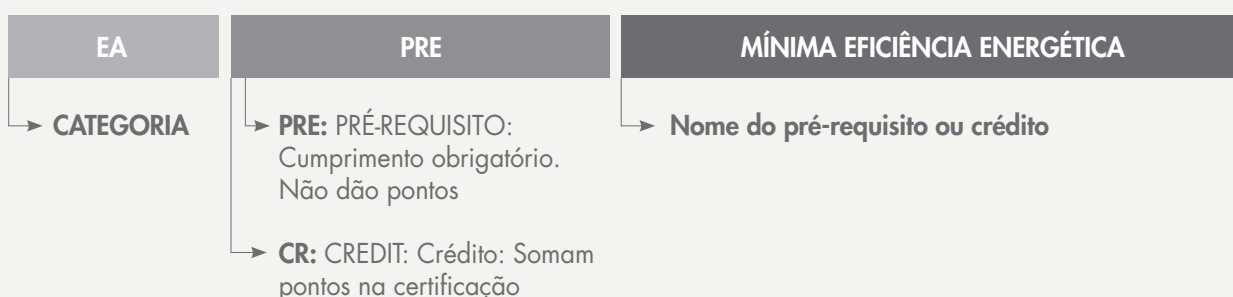 EA
PRE
MÍNIMA EFICIÊNCIA ENERGÉTICA
CATEGORIA
PRE: PRÉ-REQUISITO:
Cumprimento obrigatório.
Não dão pontos
CR: CREDIT: Crédito: Somam
pontos na certificação
Nome do pré-requisito ou crédito